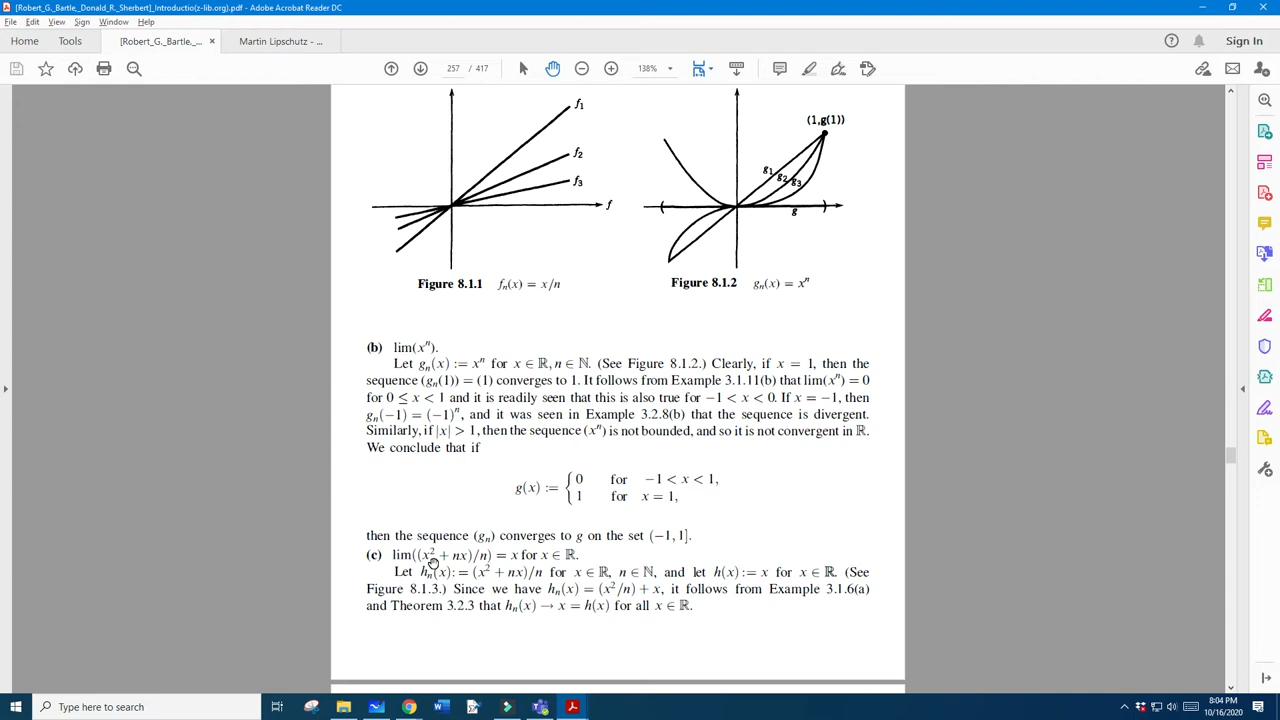 [Robert_G._Bartle_Donald_R._Sherbert]_Introductio(z-lib.org).pdf - Adobe Acrobat Reader DC
File Edit View Sign Window Help
Home Tools [Robert_G._Bartle,_... × Martin Lipschutz - ... Sign In
257 / 417 138%
f₁
f₂
f₃
f
(1,g(1))
g₁ g₂ g₃
g
Figure 8.1.1 fₙ(x) = x/n
Figure 8.1.2 gₙ(x) = xⁿ
(b) lim(xⁿ).
Let gₙ(x) := xⁿ for x ∈ ℝ, n ∈ ℕ. (See Figure 8.1.2.) Clearly, if x = 1, then the
sequence (gₙ(1)) = (1) converges to 1. It follows from Example 3.1.11(b) that lim(xⁿ) = 0
for 0 ≤ x < 1 and it is readily seen that this is also true for −1 < x < 0. If x = −1, then
gₙ(−1) = (−1)ⁿ, and it was seen in Example 3.2.8(b) that the sequence is divergent.
Similarly, if |x| > 1, then the sequence (xⁿ) is not bounded, and so it is not convergent in ℝ.
We conclude that if
g(x) := { 0 for −1 < x < 1,
1 for x = 1,
then the sequence (gₙ) converges to g on the set (−1, 1].
(c) lim((x² + nx)/n) = x for x ∈ ℝ.
Let hₙ(x) := (x² + nx)/n for x ∈ ℝ, n ∈ ℕ, and let h(x) := x for x ∈ ℝ. (See
Figure 8.1.3.) Since we have hₙ(x) = (x²/n) + x, it follows from Example 3.1.6(a)
and Theorem 3.2.3 that hₙ(x) → x = h(x) for all x ∈ ℝ.
Type here to search
8:04 PM
10/16/2020